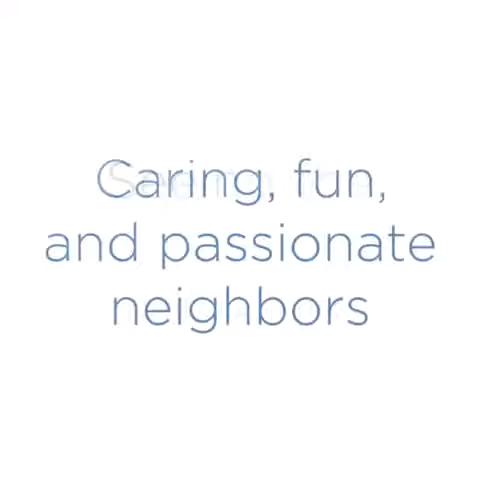 Caring, fun,
and passionate
neighbors